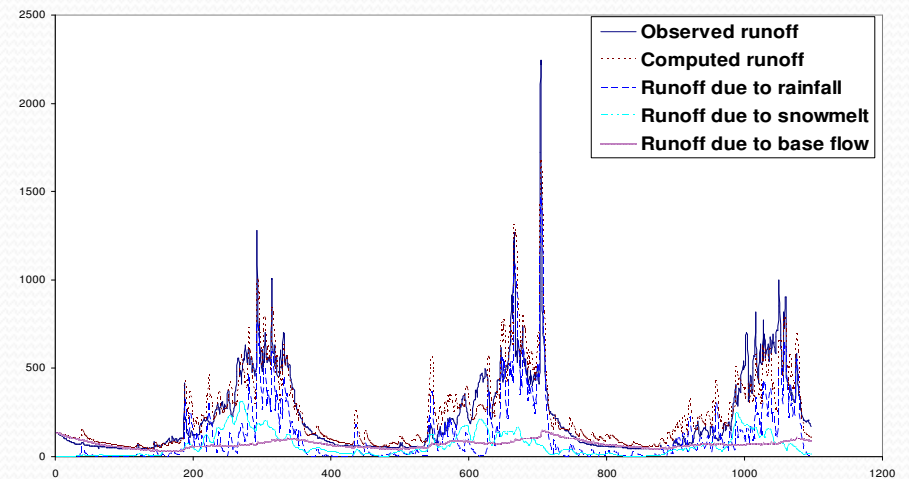 2500
2000
1500
1000
500
0
0
200
400
600
800
1000
1200
Observed runoff
Computed runoff
Runoff due to rainfall
Runoff due to snowmelt
Runoff due to base flow